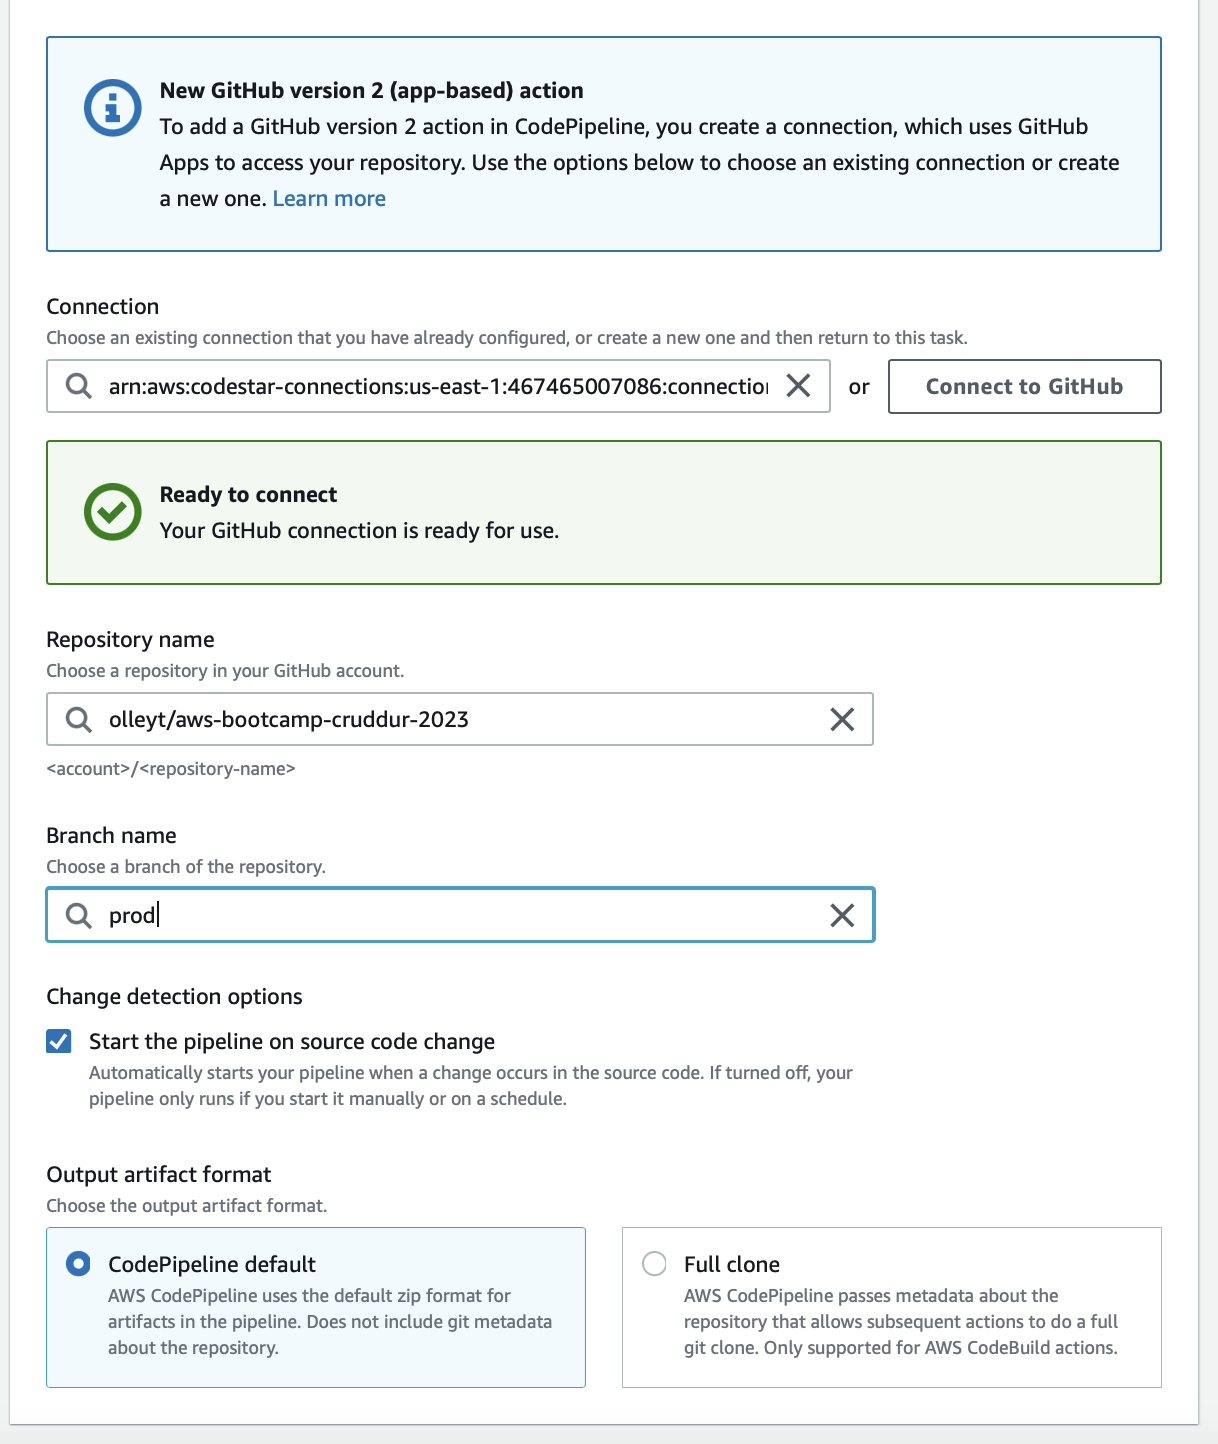 New GitHub version 2 (app-based) action
To add a GitHub version 2 action in CodePipeline, you create a connection, which uses GitHub
Apps to access your repository. Use the options below to choose an existing connection or create
a new one. Learn more
Connection
Choose an existing connection that you have already configured, or create a new one and then return to this task.
arn:aws:codestar-connections:us-east-1:467465007086:connection or Connect to GitHub
Ready to connect
Your GitHub connection is ready for use.
Repository name
Choose a repository in your GitHub account.
olleyt/aws-bootcamp-cruddur-2023
<account>/<repository-name>
Branch name
Choose a branch of the repository.
prod
Change detection options
Start the pipeline on source code change
Automatically starts your pipeline when a change occurs in the source code. If turned off, your
pipeline only runs if you start it manually or on a schedule.
Output artifact format
Choose the output artifact format.
CodePipeline default
AWS CodePipeline uses the default zip format for
artifacts in the pipeline. Does not include git metadata
about the repository.
Full clone
AWS CodePipeline passes metadata about the
repository that allows subsequent actions to do a full
git clone. Only supported for AWS CodeBuild actions.